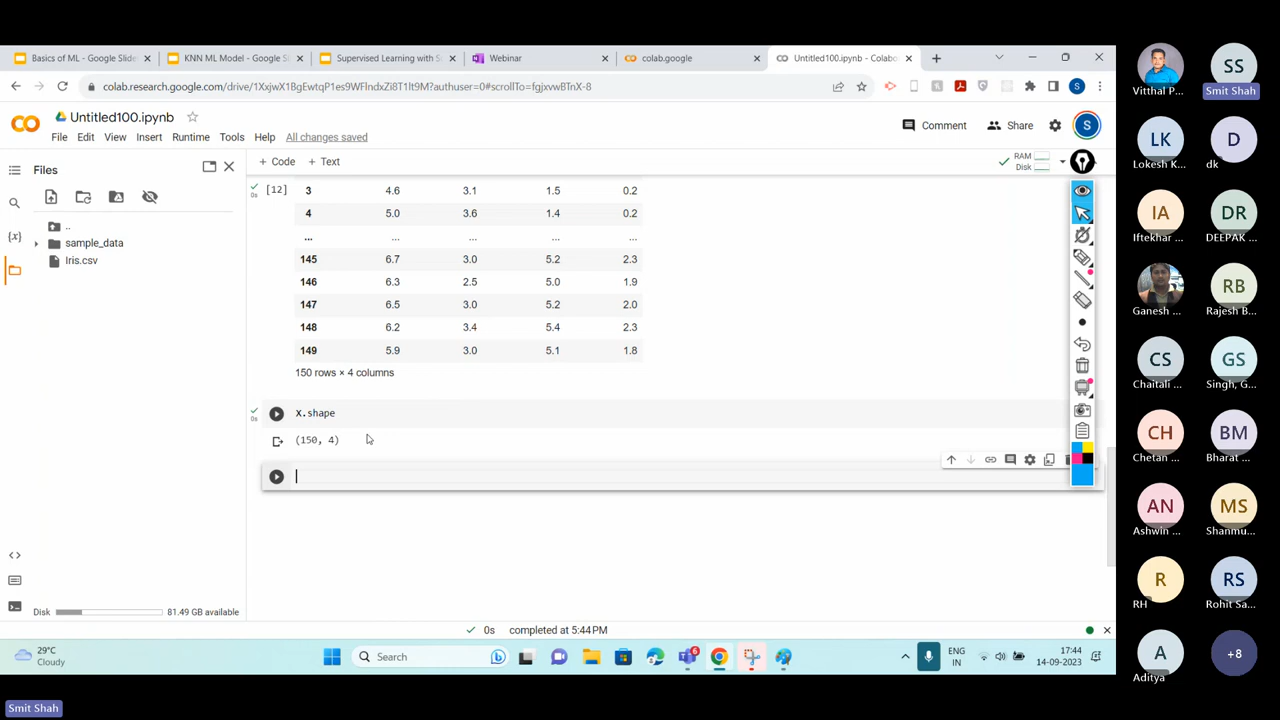 Basics of ML - Google Slide
KNN ML Model - Google S
Supervised Learning with S
Webinar
colab.google
Untitled100.ipynb - Colabo
colab.research.google.com/drive/1XxjwX1BgEwtqP1es9WFlndxZi8T1It9M?authuser=0#scrollTo=fgjxvwBTnX-8
Untitled100.ipynb
File Edit View Insert Runtime Tools Help All changes saved
Comment
Share
S
Files
+ Code + Text
RAM
Disk
..
sample_data
Iris.csv
{x}
[12]
0s
3 4.6 3.1 1.5 0.2
4 5.0 3.6 1.4 0.2
... ... ... ... ...
145 6.7 3.0 5.2 2.3
146 6.3 2.5 5.0 1.9
147 6.5 3.0 5.2 2.0
148 6.2 3.4 5.4 2.3
149 5.9 3.0 5.1 1.8
150 rows × 4 columns
0s
X.shape
(150, 4)
Disk
81.49 GB available
0s completed at 5:44PM
29°C
Cloudy
Search
6
ENG
IN
17:44
14-09-2023
Vitthal P...
SS
Smit Shah
LK
Lokesh K...
D
dk
IA
Iftekhar ...
DR
DEEPAK ...
Ganesh ...
RB
Rajesh B...
CS
Chaitali ...
GS
Singh, G...
CH
Chetan ...
BM
Bharat ...
AN
Ashwin ...
MS
Shanmu...
R
RH
RS
Rohit Sa...
A
Aditya
+8
Smit Shah